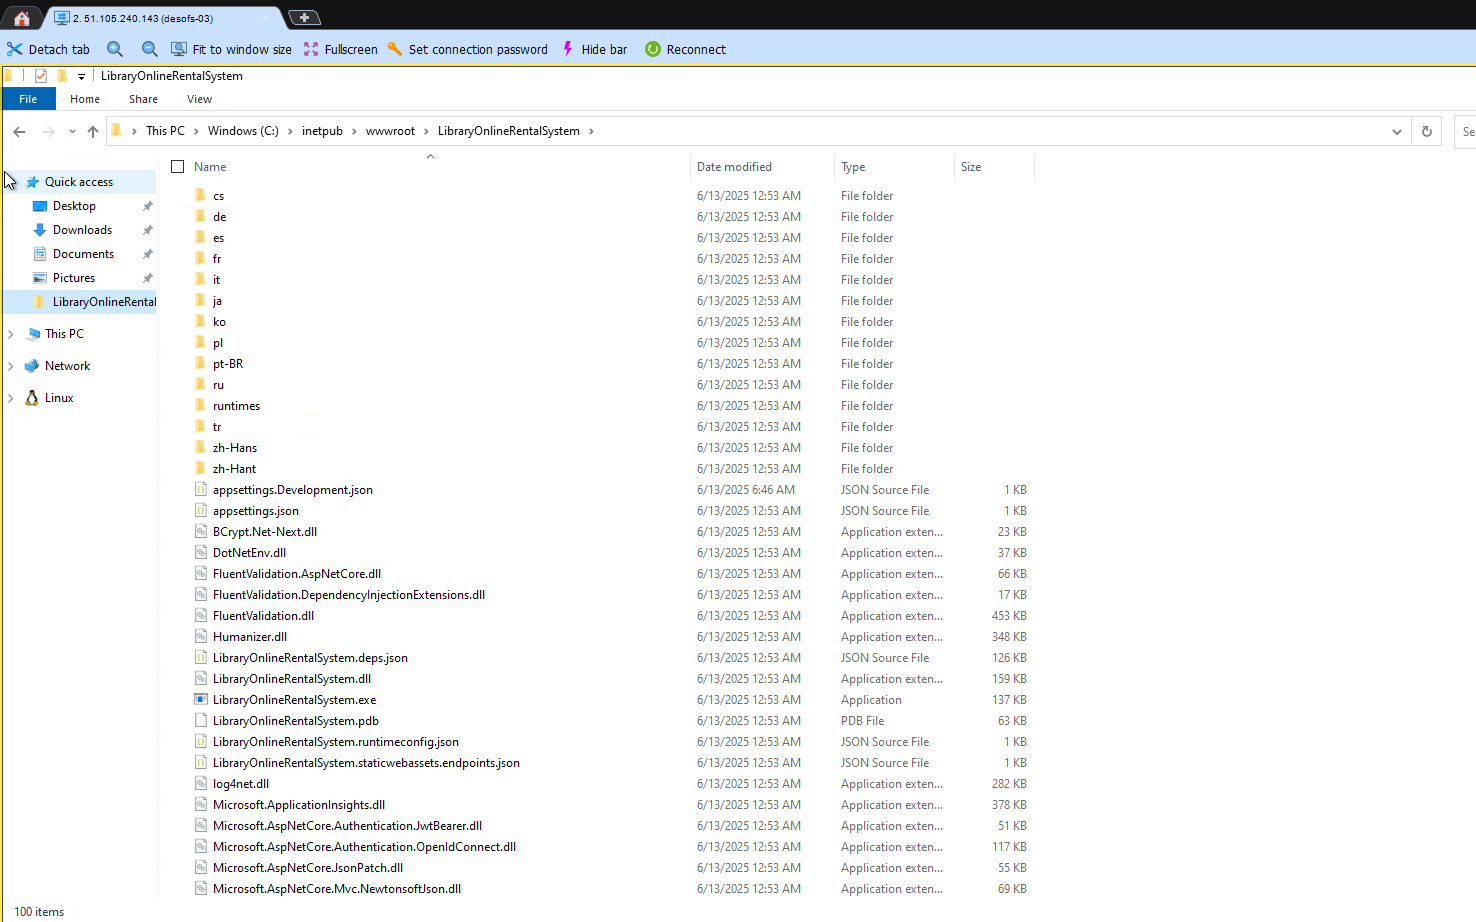 2. 51.105.240.143 (desofs-03)
Detach tab Fit to window size Fullscreen Set connection password Hide bar Reconnect
LibraryOnlineRentalSystem
File Home Share View
This PC Windows (C:) inetpub wwwroot LibraryOnlineRentalSystem
Name Date modified Type Size
Quick access
Desktop
Downloads
Documents
Pictures
LibraryOnlineRental
This PC
Network
Linux
cs 6/13/2025 12:53 AM File folder
de 6/13/2025 12:53 AM File folder
es 6/13/2025 12:53 AM File folder
fr 6/13/2025 12:53 AM File folder
it 6/13/2025 12:53 AM File folder
ja 6/13/2025 12:53 AM File folder
ko 6/13/2025 12:53 AM File folder
pl 6/13/2025 12:53 AM File folder
pt-BR 6/13/2025 12:53 AM File folder
ru 6/13/2025 12:53 AM File folder
runtimes 6/13/2025 12:53 AM File folder
tr 6/13/2025 12:53 AM File folder
zh-Hans 6/13/2025 12:53 AM File folder
zh-Hant 6/13/2025 12:53 AM File folder
appsettings.Development.json 6/13/2025 6:46 AM JSON Source File 1 KB
appsettings.json 6/13/2025 12:53 AM JSON Source File 1 KB
BCrypt.Net-Next.dll 6/13/2025 12:53 AM Application exten... 23 KB
DotNetEnv.dll 6/13/2025 12:53 AM Application exten... 37 KB
FluentValidation.AspNetCore.dll 6/13/2025 12:53 AM Application exten... 66 KB
FluentValidation.DependencyInjectionExtensions.dll 6/13/2025 12:53 AM Application exten... 17 KB
FluentValidation.dll 6/13/2025 12:53 AM Application exten... 453 KB
Humanizer.dll 6/13/2025 12:53 AM Application exten... 348 KB
LibraryOnlineRentalSystem.deps.json 6/13/2025 12:53 AM JSON Source File 126 KB
LibraryOnlineRentalSystem.dll 6/13/2025 12:53 AM Application exten... 159 KB
LibraryOnlineRentalSystem.exe 6/13/2025 12:53 AM Application 137 KB
LibraryOnlineRentalSystem.pdb 6/13/2025 12:53 AM PDB File 63 KB
LibraryOnlineRentalSystem.runtimeconfig.json 6/13/2025 12:53 AM JSON Source File 1 KB
LibraryOnlineRentalSystem.staticwebassets.endpoints.json 6/13/2025 12:53 AM JSON Source File 1 KB
log4net.dll 6/13/2025 12:53 AM Application exten... 282 KB
Microsoft.ApplicationInsights.dll 6/13/2025 12:53 AM Application exten... 378 KB
Microsoft.AspNetCore.Authentication.JwtBearer.dll 6/13/2025 12:53 AM Application exten... 51 KB
Microsoft.AspNetCore.Authentication.OpenIdConnect.dll 6/13/2025 12:53 AM Application exten... 117 KB
Microsoft.AspNetCore.JsonPatch.dll 6/13/2025 12:53 AM Application exten... 55 KB
Microsoft.AspNetCore.Mvc.NewtonsoftJson.dll 6/13/2025 12:53 AM Application exten... 69 KB
100 items